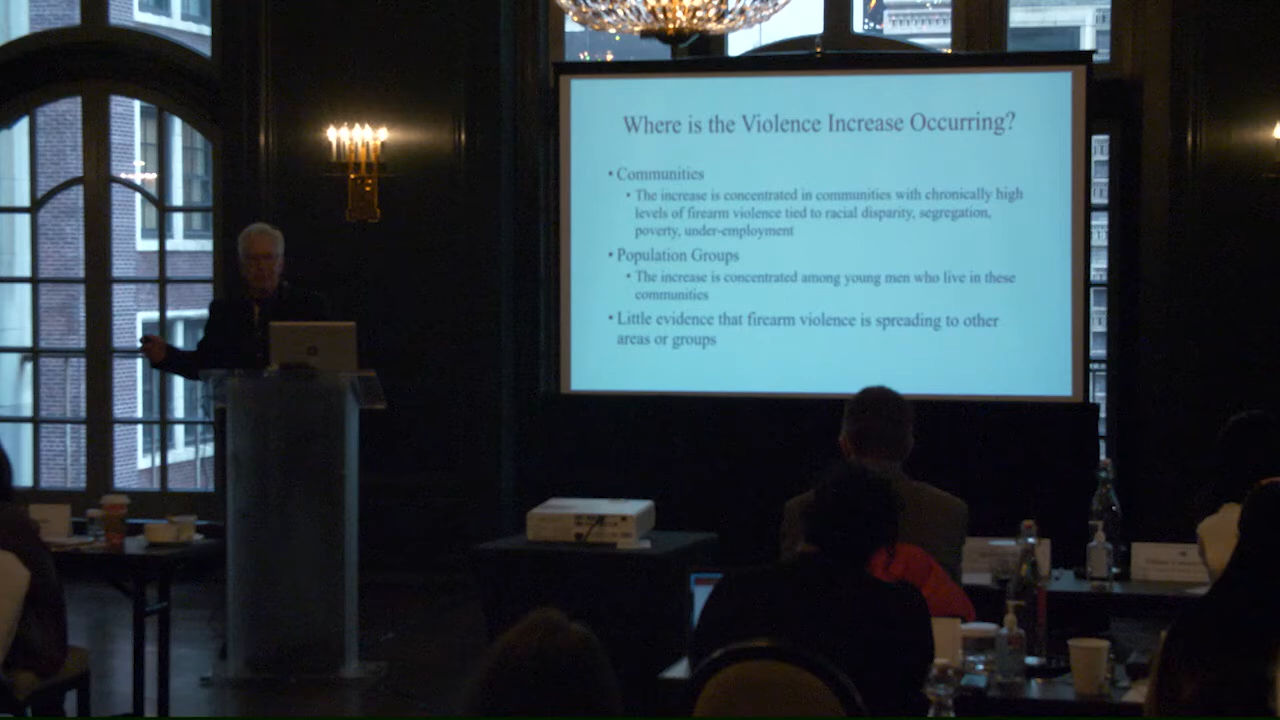 Where is the Violence Increase Occurring?
• Communities
• The increase is concentrated in communities with chronically high
levels of firearm violence tied to racial disparity, segregation,
poverty, under-employment
• Population Groups
• The increase is concentrated among young men who live in these
communities
• Little evidence that firearm violence is spreading to other
areas or groups